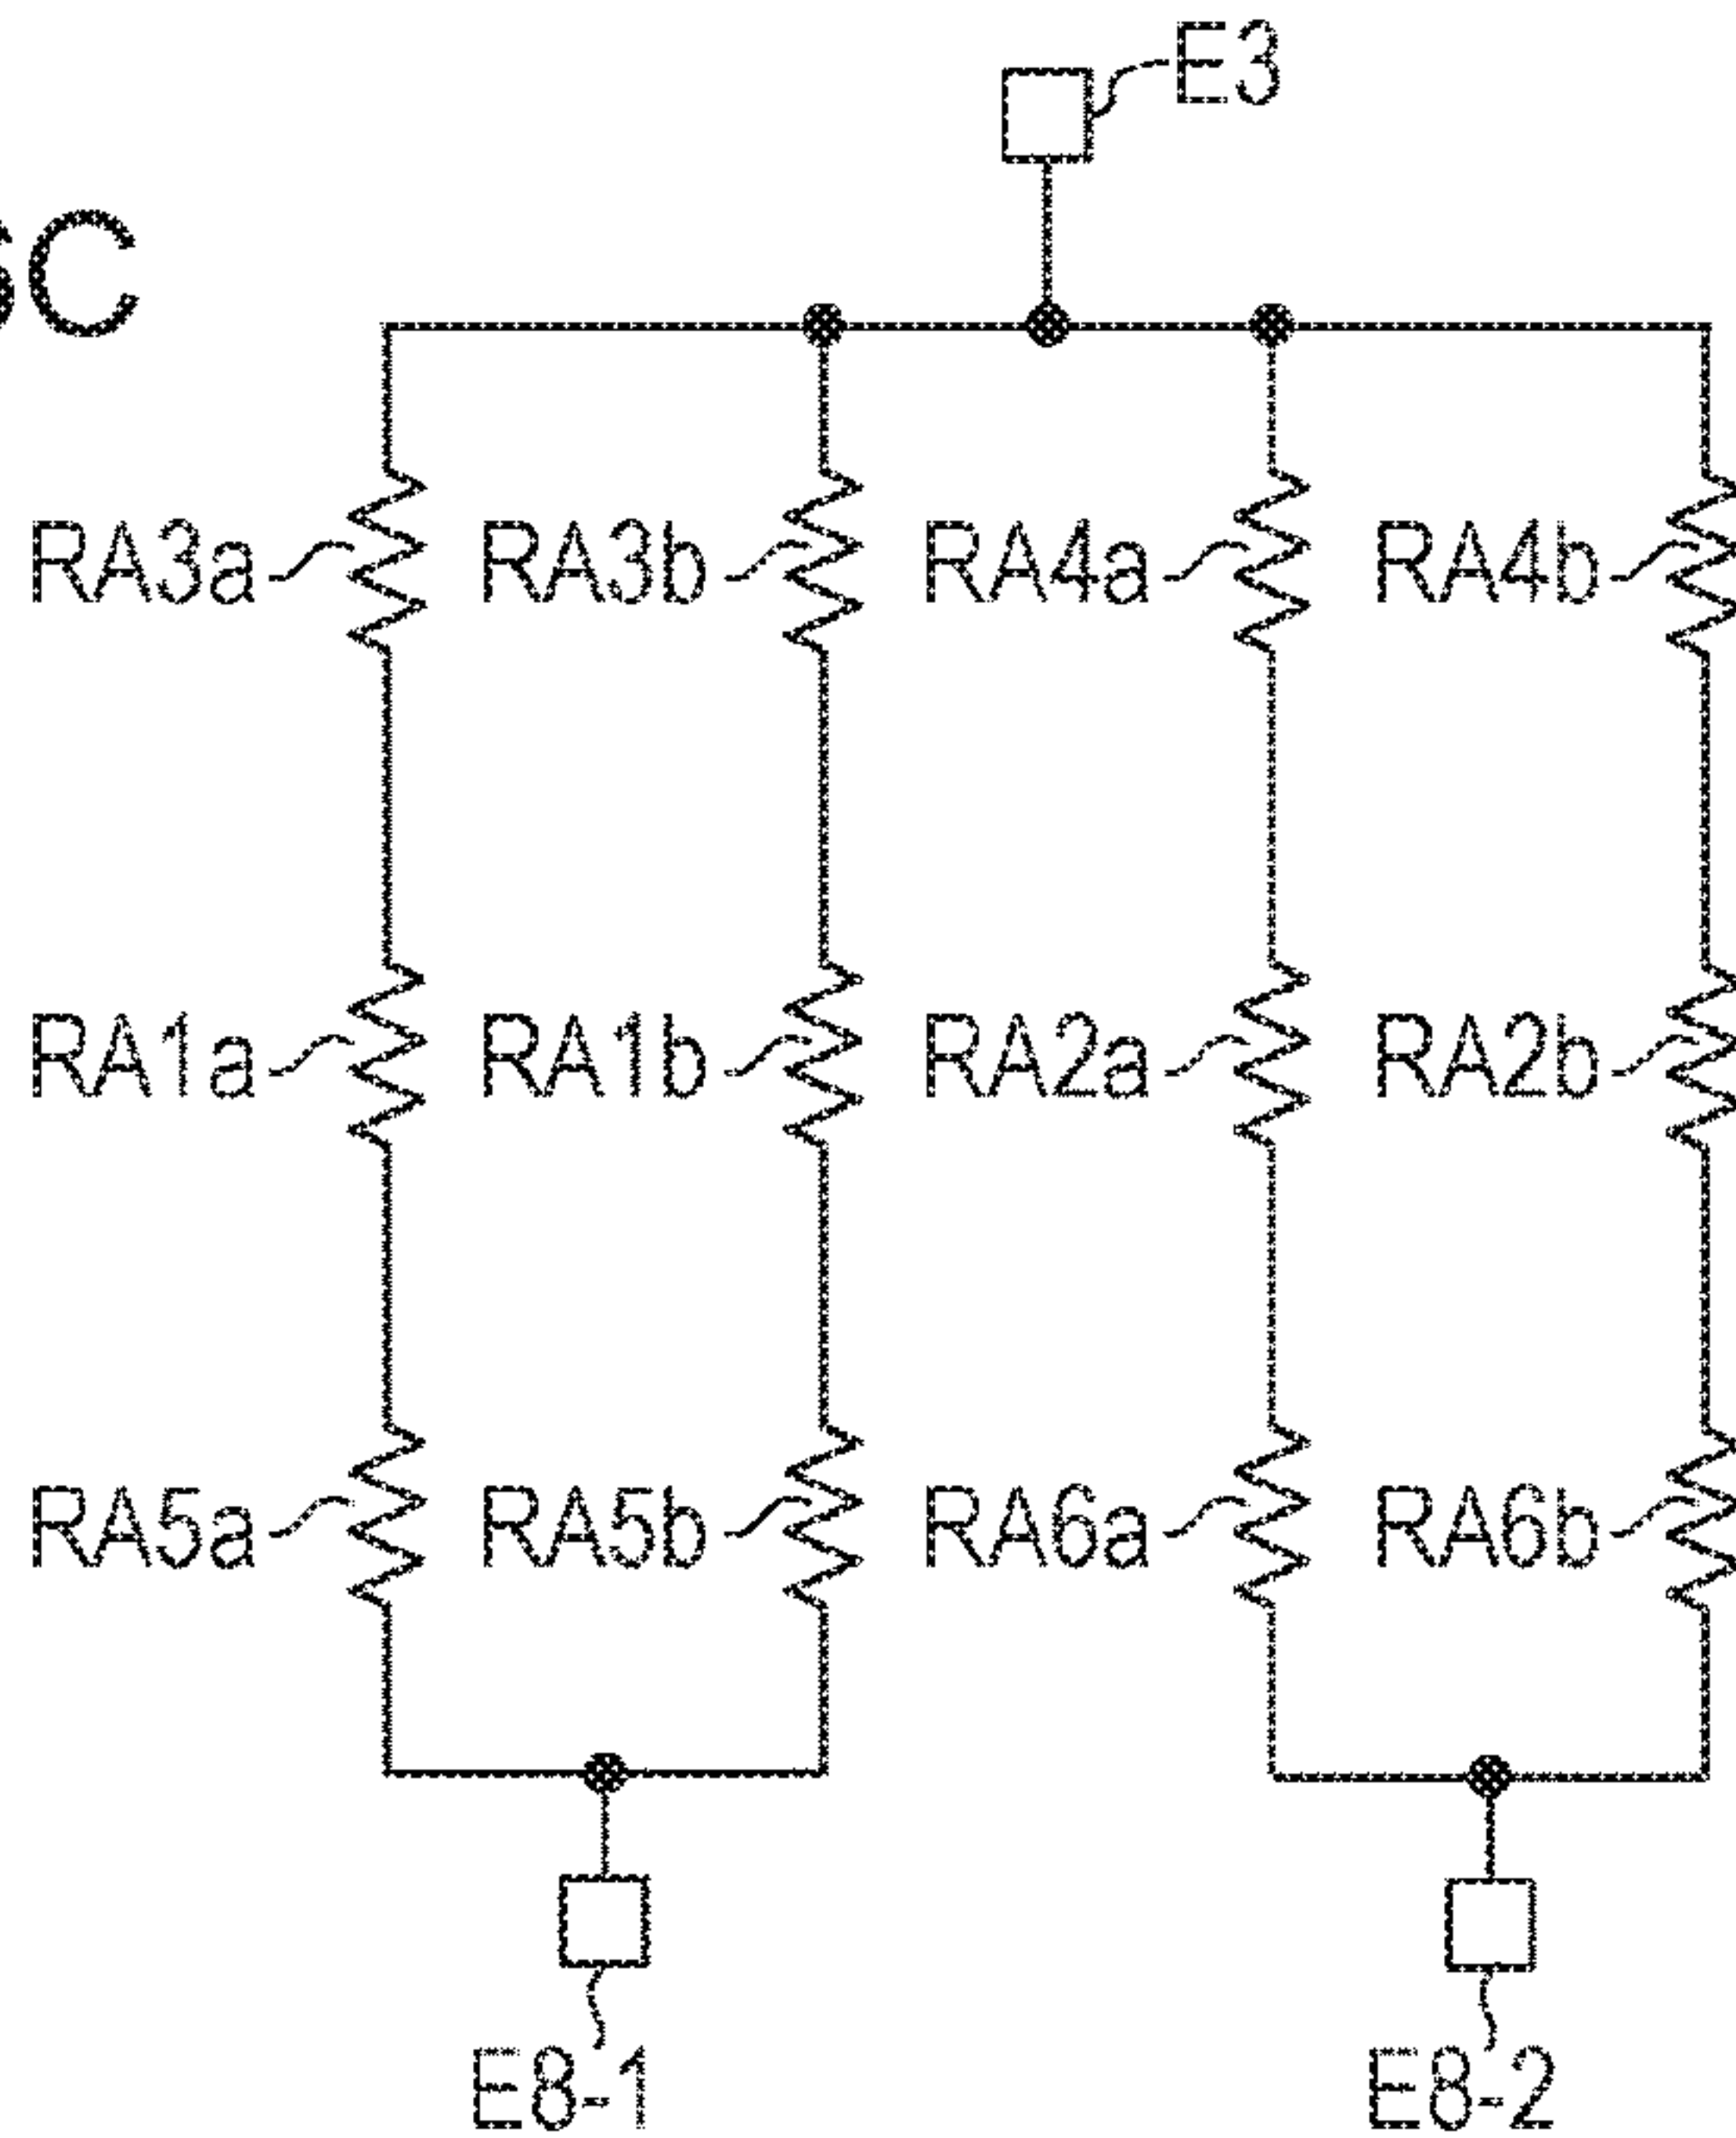 E3
6C
RA3a RA3b RA4a RA4b
RA1a RA1b RA2a RA2b
RA5a RA5b RA6a RA6b
E8-1 E8-2